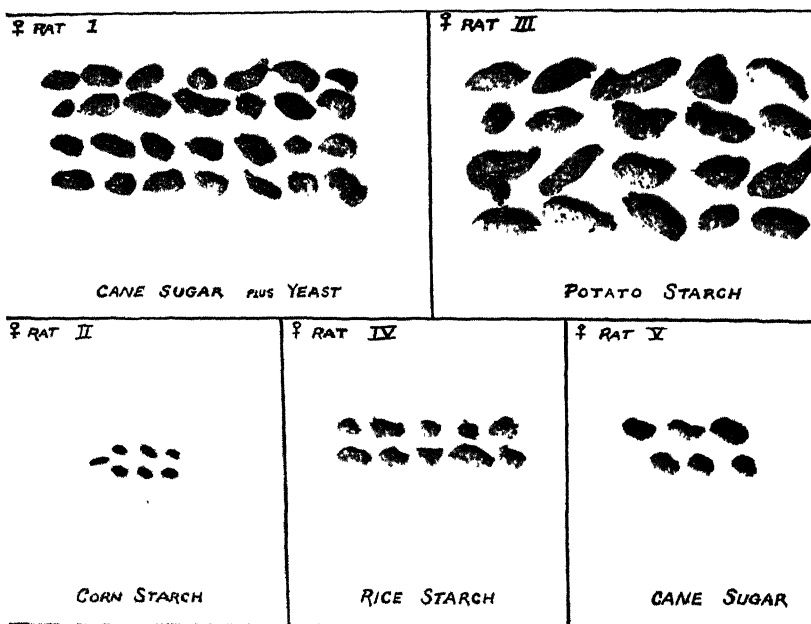 ♀ RAT I
♀ RAT III
CANE SUGAR PLUS YEAST
POTATO STARCH
♀ RAT II
♀ RAT IV
♀ RAT V
CORN STARCH
RICE STARCH
CANE SUGAR